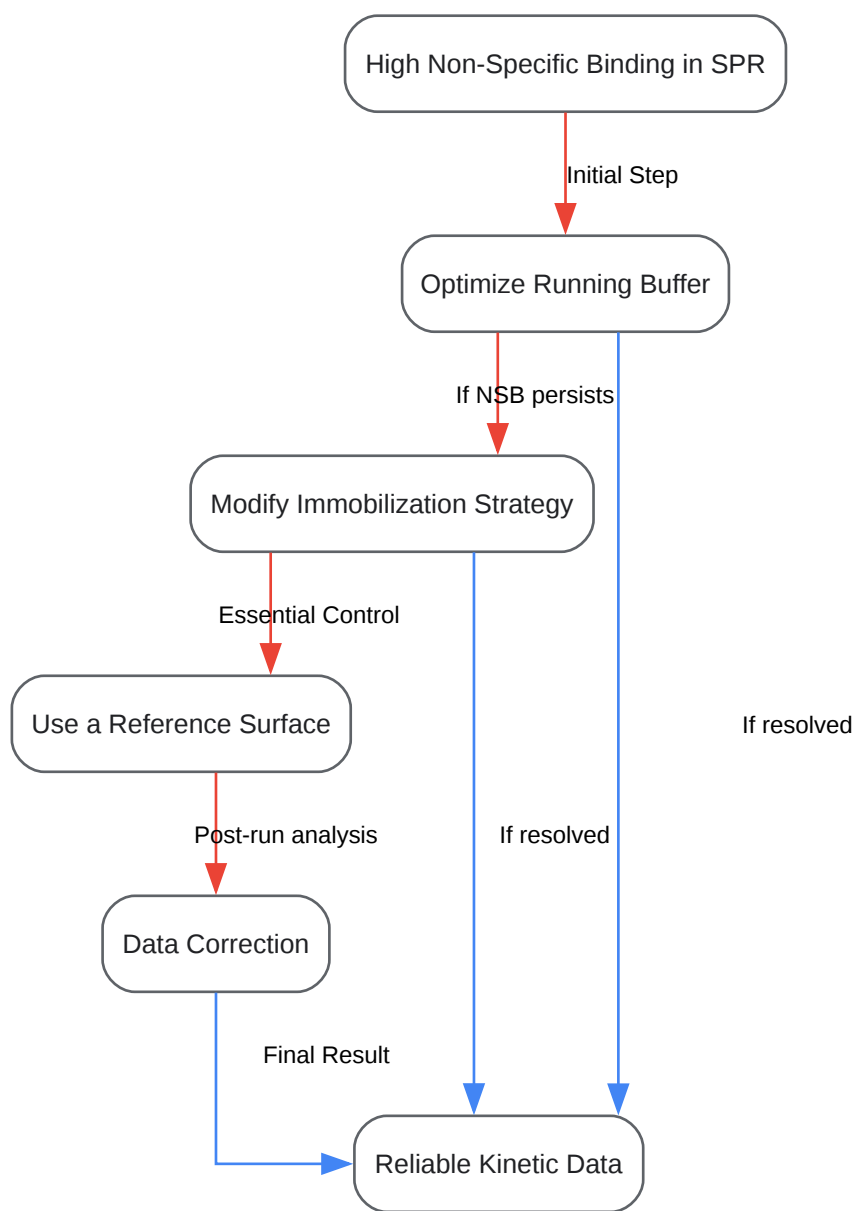 High Non-Specific Binding in SPR
Initial Step
Optimize Running Buffer
If NSB persists
Modify Immobilization Strategy
Essential Control
Use a Reference Surface
If resolved
Post-run analysis
If resolved
Data Correction
Final Result
Reliable Kinetic Data